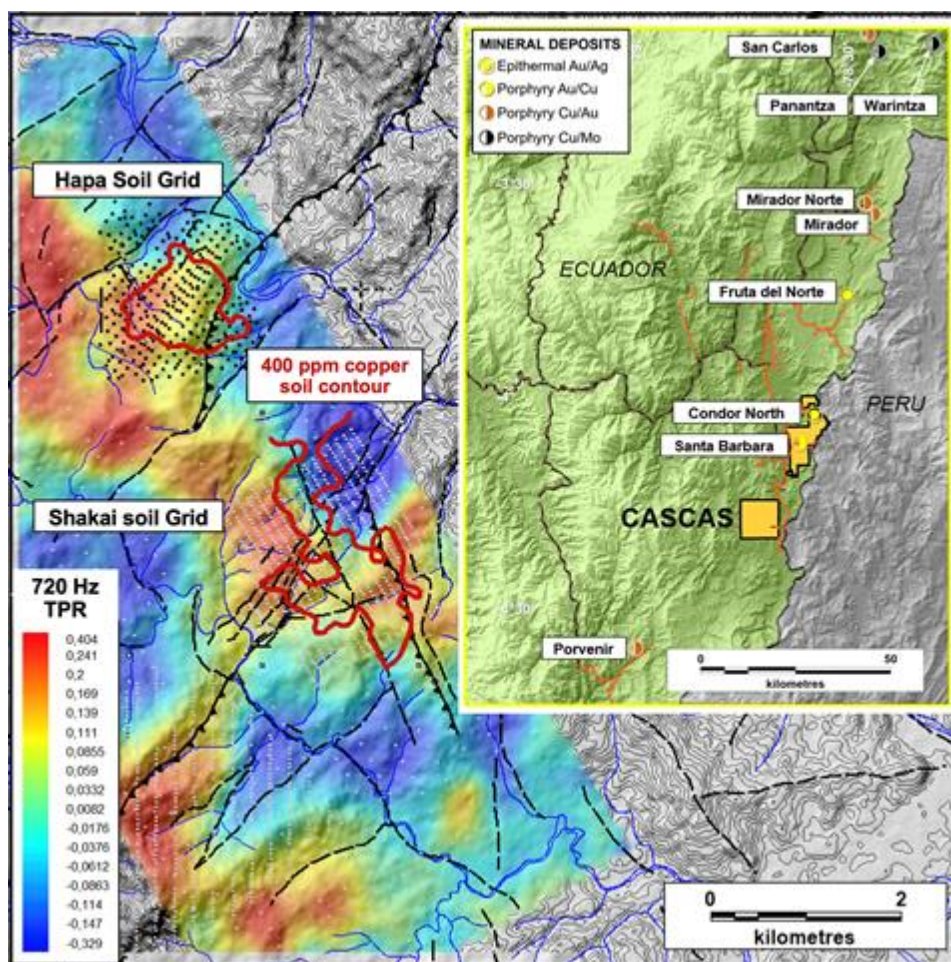 Hapa Soil Grid
400 ppm copper
soil contour
Shakai soil Grid
720 Hz
TPR
0,404
0,241
0,2
0,169
0,139
0,111
0,0855
0,059
0,0332
0,0082
-0,0176
-0,0376
-0,0612
-0,0863
-0,114
-0,147
-0,329
0
2
kilometres
MINERAL DEPOSITS
Epithermal Au/Ag
Porphyry Au/Cu
Porphyry Cu/Au
Porphyry Cu/Mo
San Carlos
Panantza
Warintza
Mirador Norte
Mirador
ECUADOR
Fruta del Norte
PERU
Condor North
Santa Barbara
CASCAS
Porvenir
0
50
kilometres